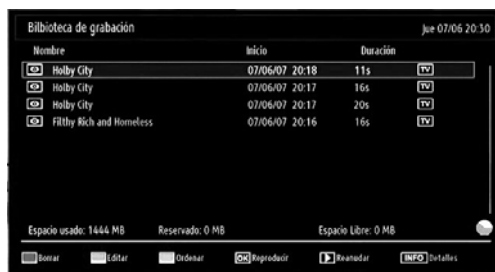 Bilbioteca de grabación Jue 07/06 20:30
Nombre Inicio Duración
Holby City 07/06/07 20:18 11s TV
Holby City 07/06/07 20:17 16s TV
Holby City 07/06/07 20:17 20s TV
Filthy Rich and Homeless 07/06/07 20:16 16s TV
Espacio usado: 1444 MB Reservado: 0 MB Espacio Libre: 0 MB
Borrar Editar Ordenar OK Reproducir Reanudar INFO Detalles